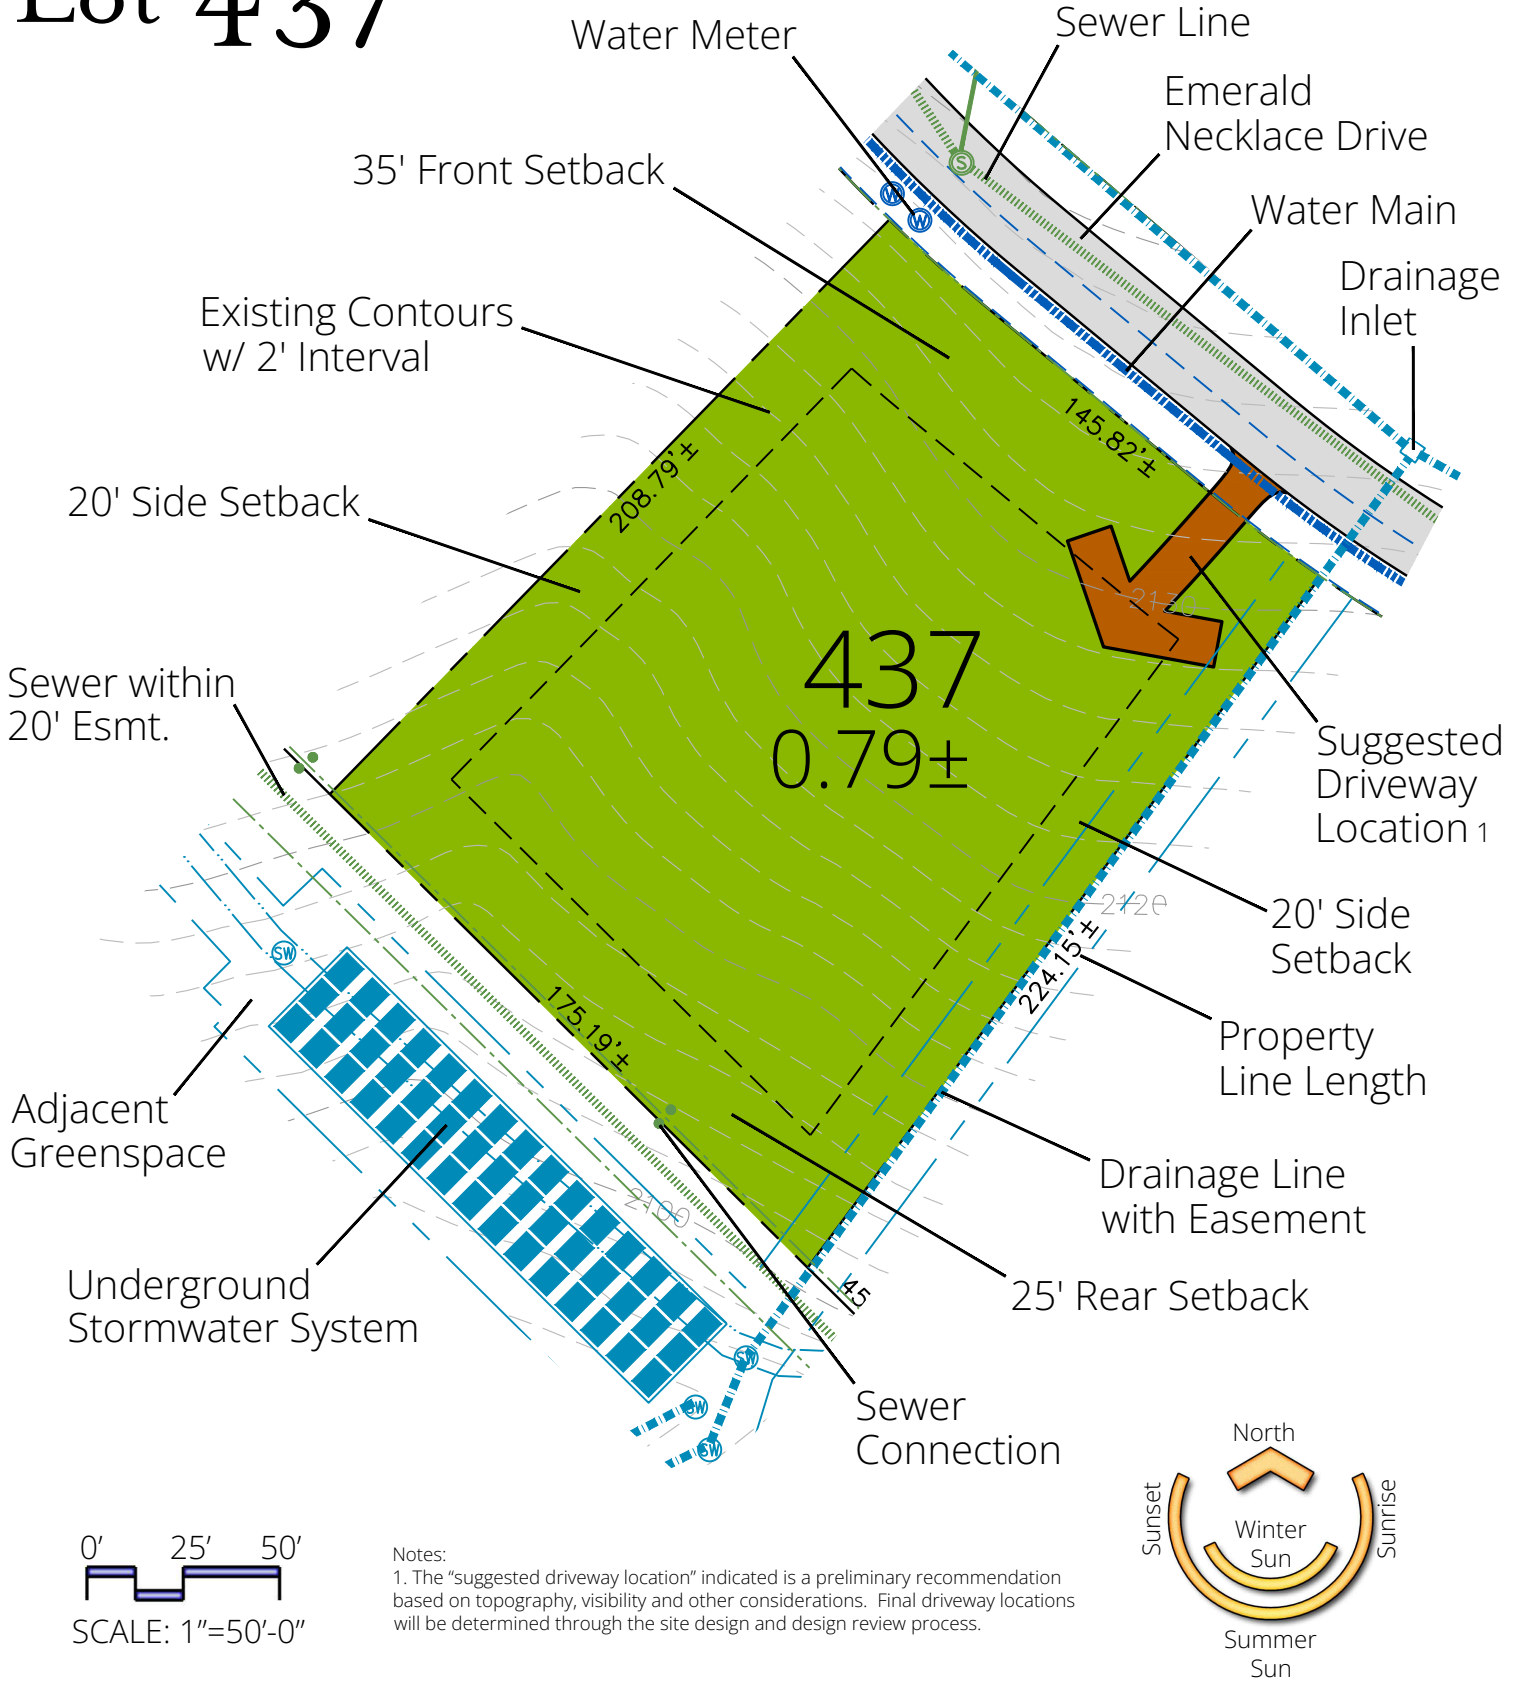 Lot 437
Water Meter
Sewer Line
Emerald
Necklace Drive
35' Front Setback
Water Main
Drainage
Inlet
Existing Contours
w/ 2' Interval
S
W
W
145.82'±
208.79'±
20' Side Setback
2130
437
0.79±
Sewer within
20' Esmt.
Suggested
Driveway
Location 1
2120
20' Side
Setback
224.15'±
SW
175.19'±
Property
Line Length
Adjacent
Greenspace
Drainage Line
with Easement
2100
Underground
Stormwater System
45
25' Rear Setback
SW
SW
SW
Sewer
Connection
North
Sunset
Sunrise
Winter
Sun
Summer
Sun
0’ 25’ 50’
SCALE: 1”=50’-0”
Notes:
1. The “suggested driveway location” indicated is a preliminary recommendation
based on topography, visibility and other considerations. Final driveway locations
will be determined through the site design and design review process.